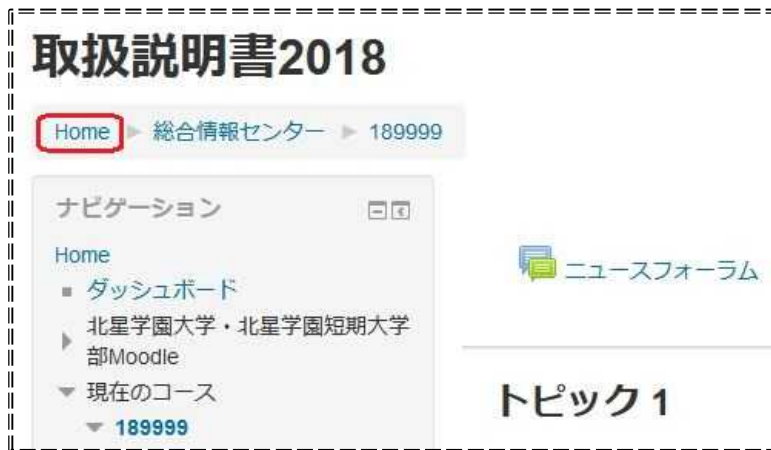 取扱説明書2018
Home ▶ 総合情報センター ▶ 189999
ナビゲーション
Home
ダッシュボード
北星学園大学・北星学園短期大学
部Moodle
現在のコース
189999
ニュースフォーラム
トピック 1